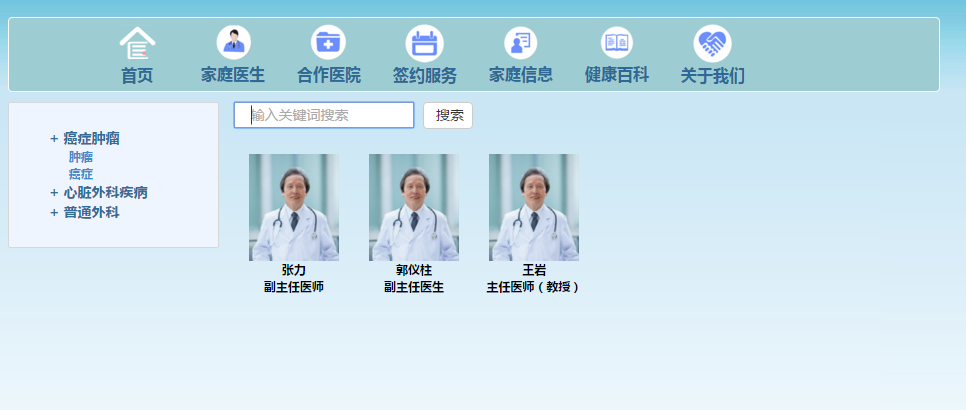 首页 家庭医生 合作医院 签约服务 家庭信息 健康百科 关于我们
输入关键词搜索 搜索
+ 癌症肿瘤
肿瘤
癌症
+ 心脏外科疾病
+ 普通外科
张力 郭仪柱 王岩
副主任医师 副主任医生 主任医师（教授）